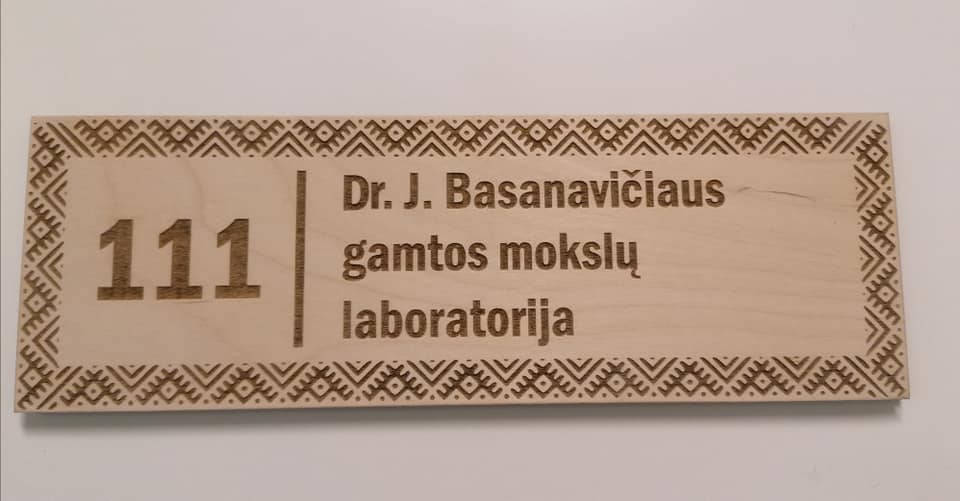 111
Dr. J. Basanavičiaus
gamtos mokslų
laboratorija